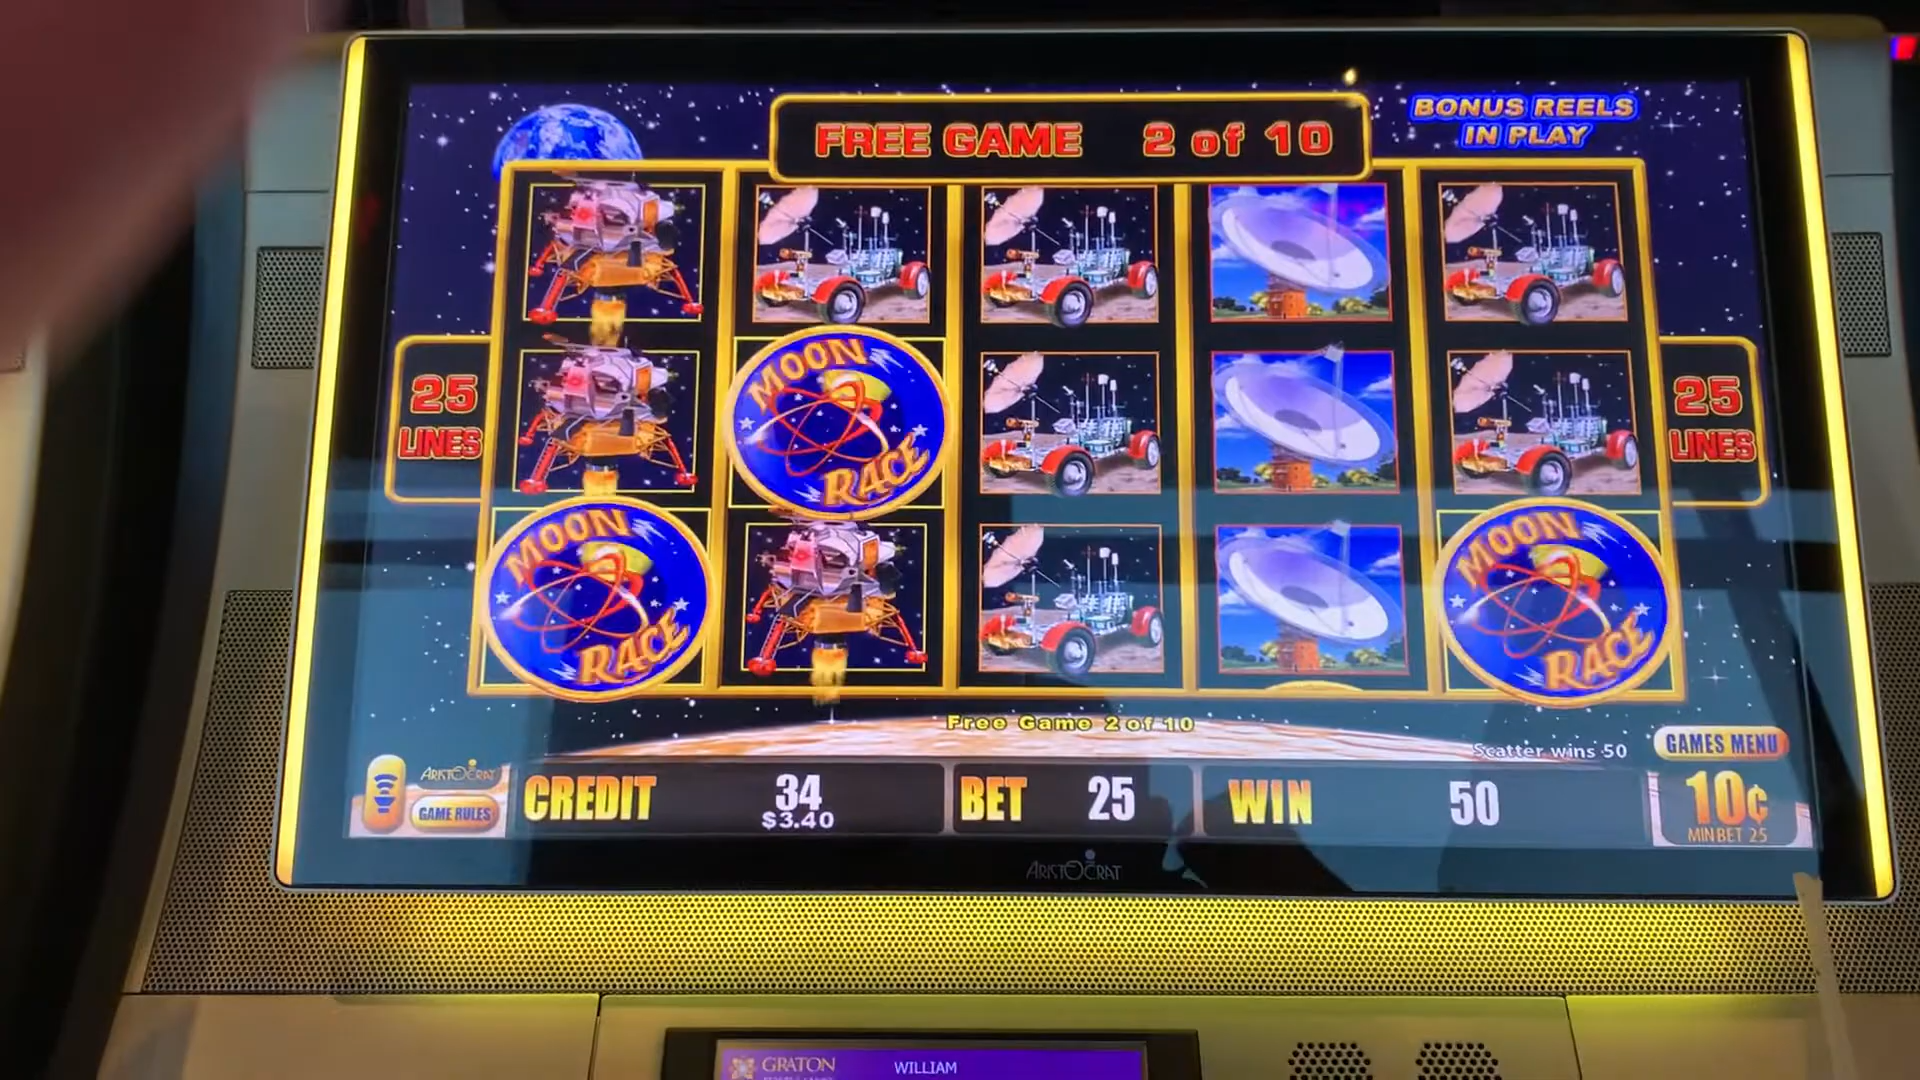 BONUS REELS
IN PLAY
FREE GAME 2 of 10
25
LINES
25
LINES
MOON
RACE
MOON
RACE
MOON
RACE
Free Game 2 of 10
Scatter wins 50
GAMES MENU
ARISTOCRAT
GAME RULES
CREDIT 34
$3.40
BET 25
WIN 50
10¢
MIN BET 25
ARISTOCRAT
GRATON
WILLIAM